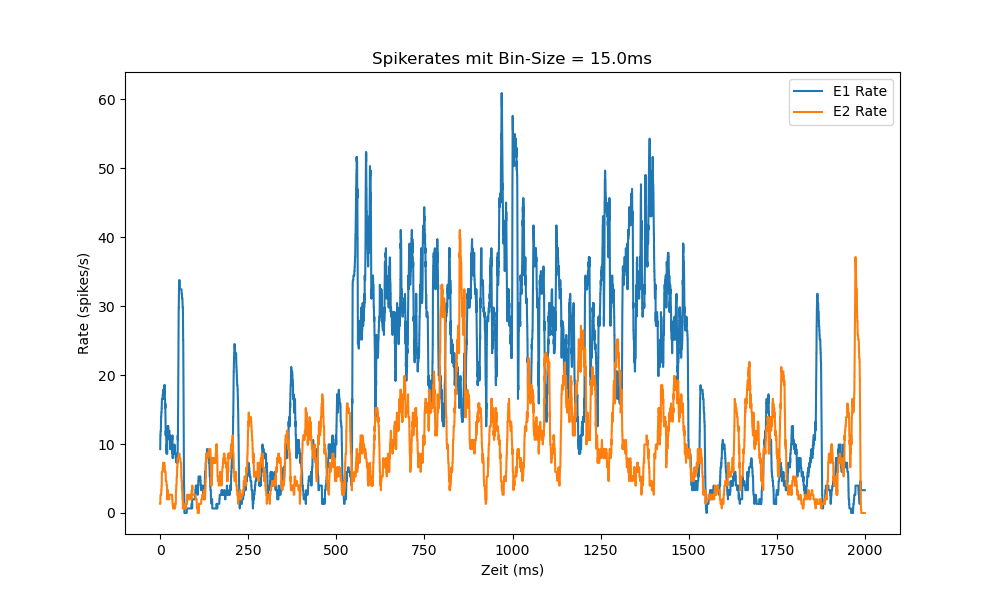 Spikerates mit Bin-Size = 15.0ms
E1 Rate
E2 Rate
60
50
40
30
20
10
0
Rate (spikes/s)
0 250 500 750 1000 1250 1500 1750 2000
Zeit (ms)